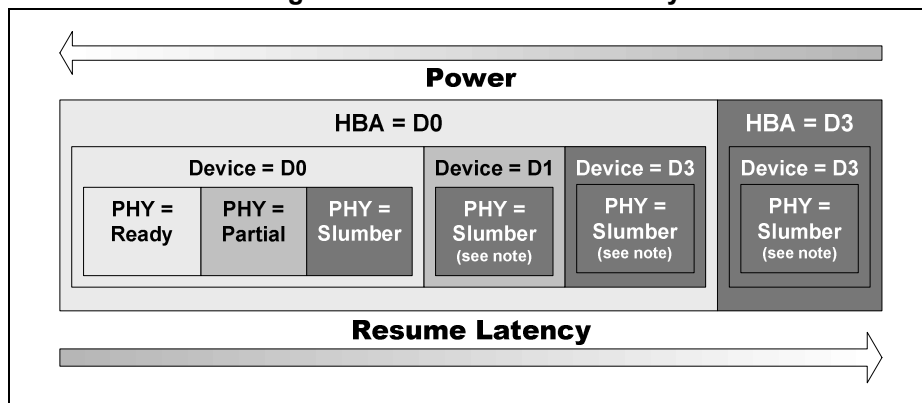 Power
HBA = D0
HBA = D3
Device = D0
Device = D1
Device = D3
Device = D3
PHY =
Ready
PHY =
Partial
PHY =
Slumber
PHY =
Slumber
(see note)
PHY =
Slumber
(see note)
PHY =
Slumber
(see note)
Resume Latency